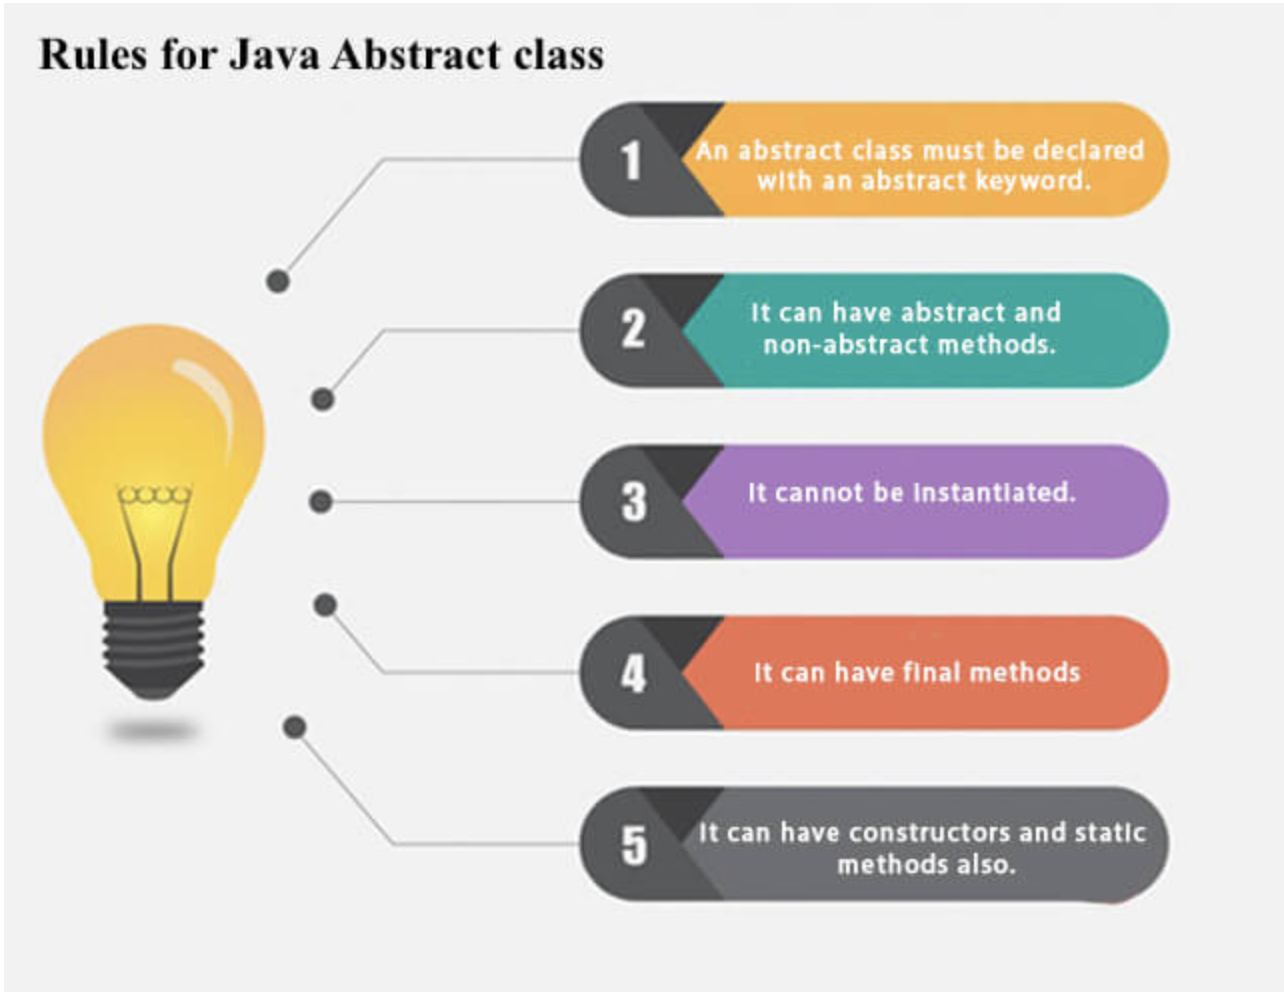 Rules for Java Abstract class
1
An abstract class must be declared
with an abstract keyword.
2
It can have abstract and
non-abstract methods.
3
It cannot be instantiated.
4
It can have final methods
5
It can have constructors and static
methods also.